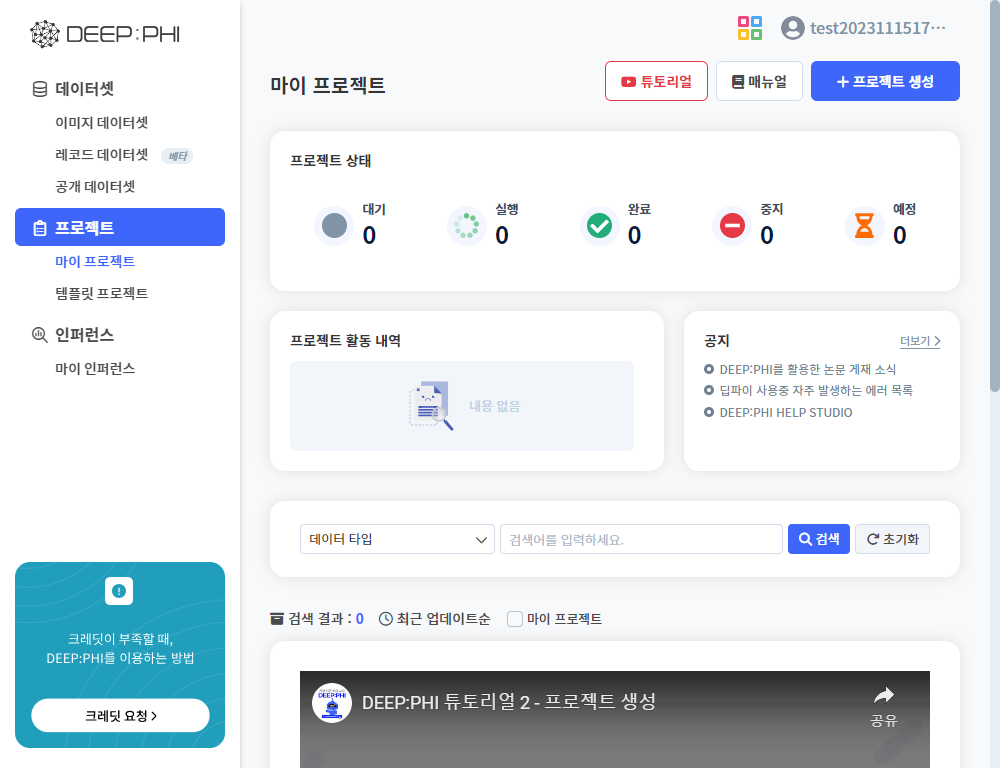 DEEP:PHI
test2023111517···
데이터셋
이미지 데이터셋
레코드 데이터셋 베타
공개 데이터셋
프로젝트
마이 프로젝트
템플릿 프로젝트
인퍼런스
마이 인퍼런스
크레딧이 부족할 때,
DEEP:PHI를 이용하는 방법
크레딧 요청
마이 프로젝트
튜토리얼
매뉴얼
프로젝트 생성
프로젝트 상태
대기
0
실행
0
완료
0
중지
0
예정
0
프로젝트 활동 내역
내용 없음
공지
더보기
DEEP:PHI를 활용한 논문 게재 소식
딥파이 사용중 자주 발생하는 에러 목록
DEEP:PHI HELP STUDIO
데이터 타입
검색어를 입력하세요.
검색
초기화
검색 결과 : 0
최근 업데이트순
마이 프로젝트
DEEP:PHI
DEEP:PHI 튜토리얼 2 - 프로젝트 생성
공유